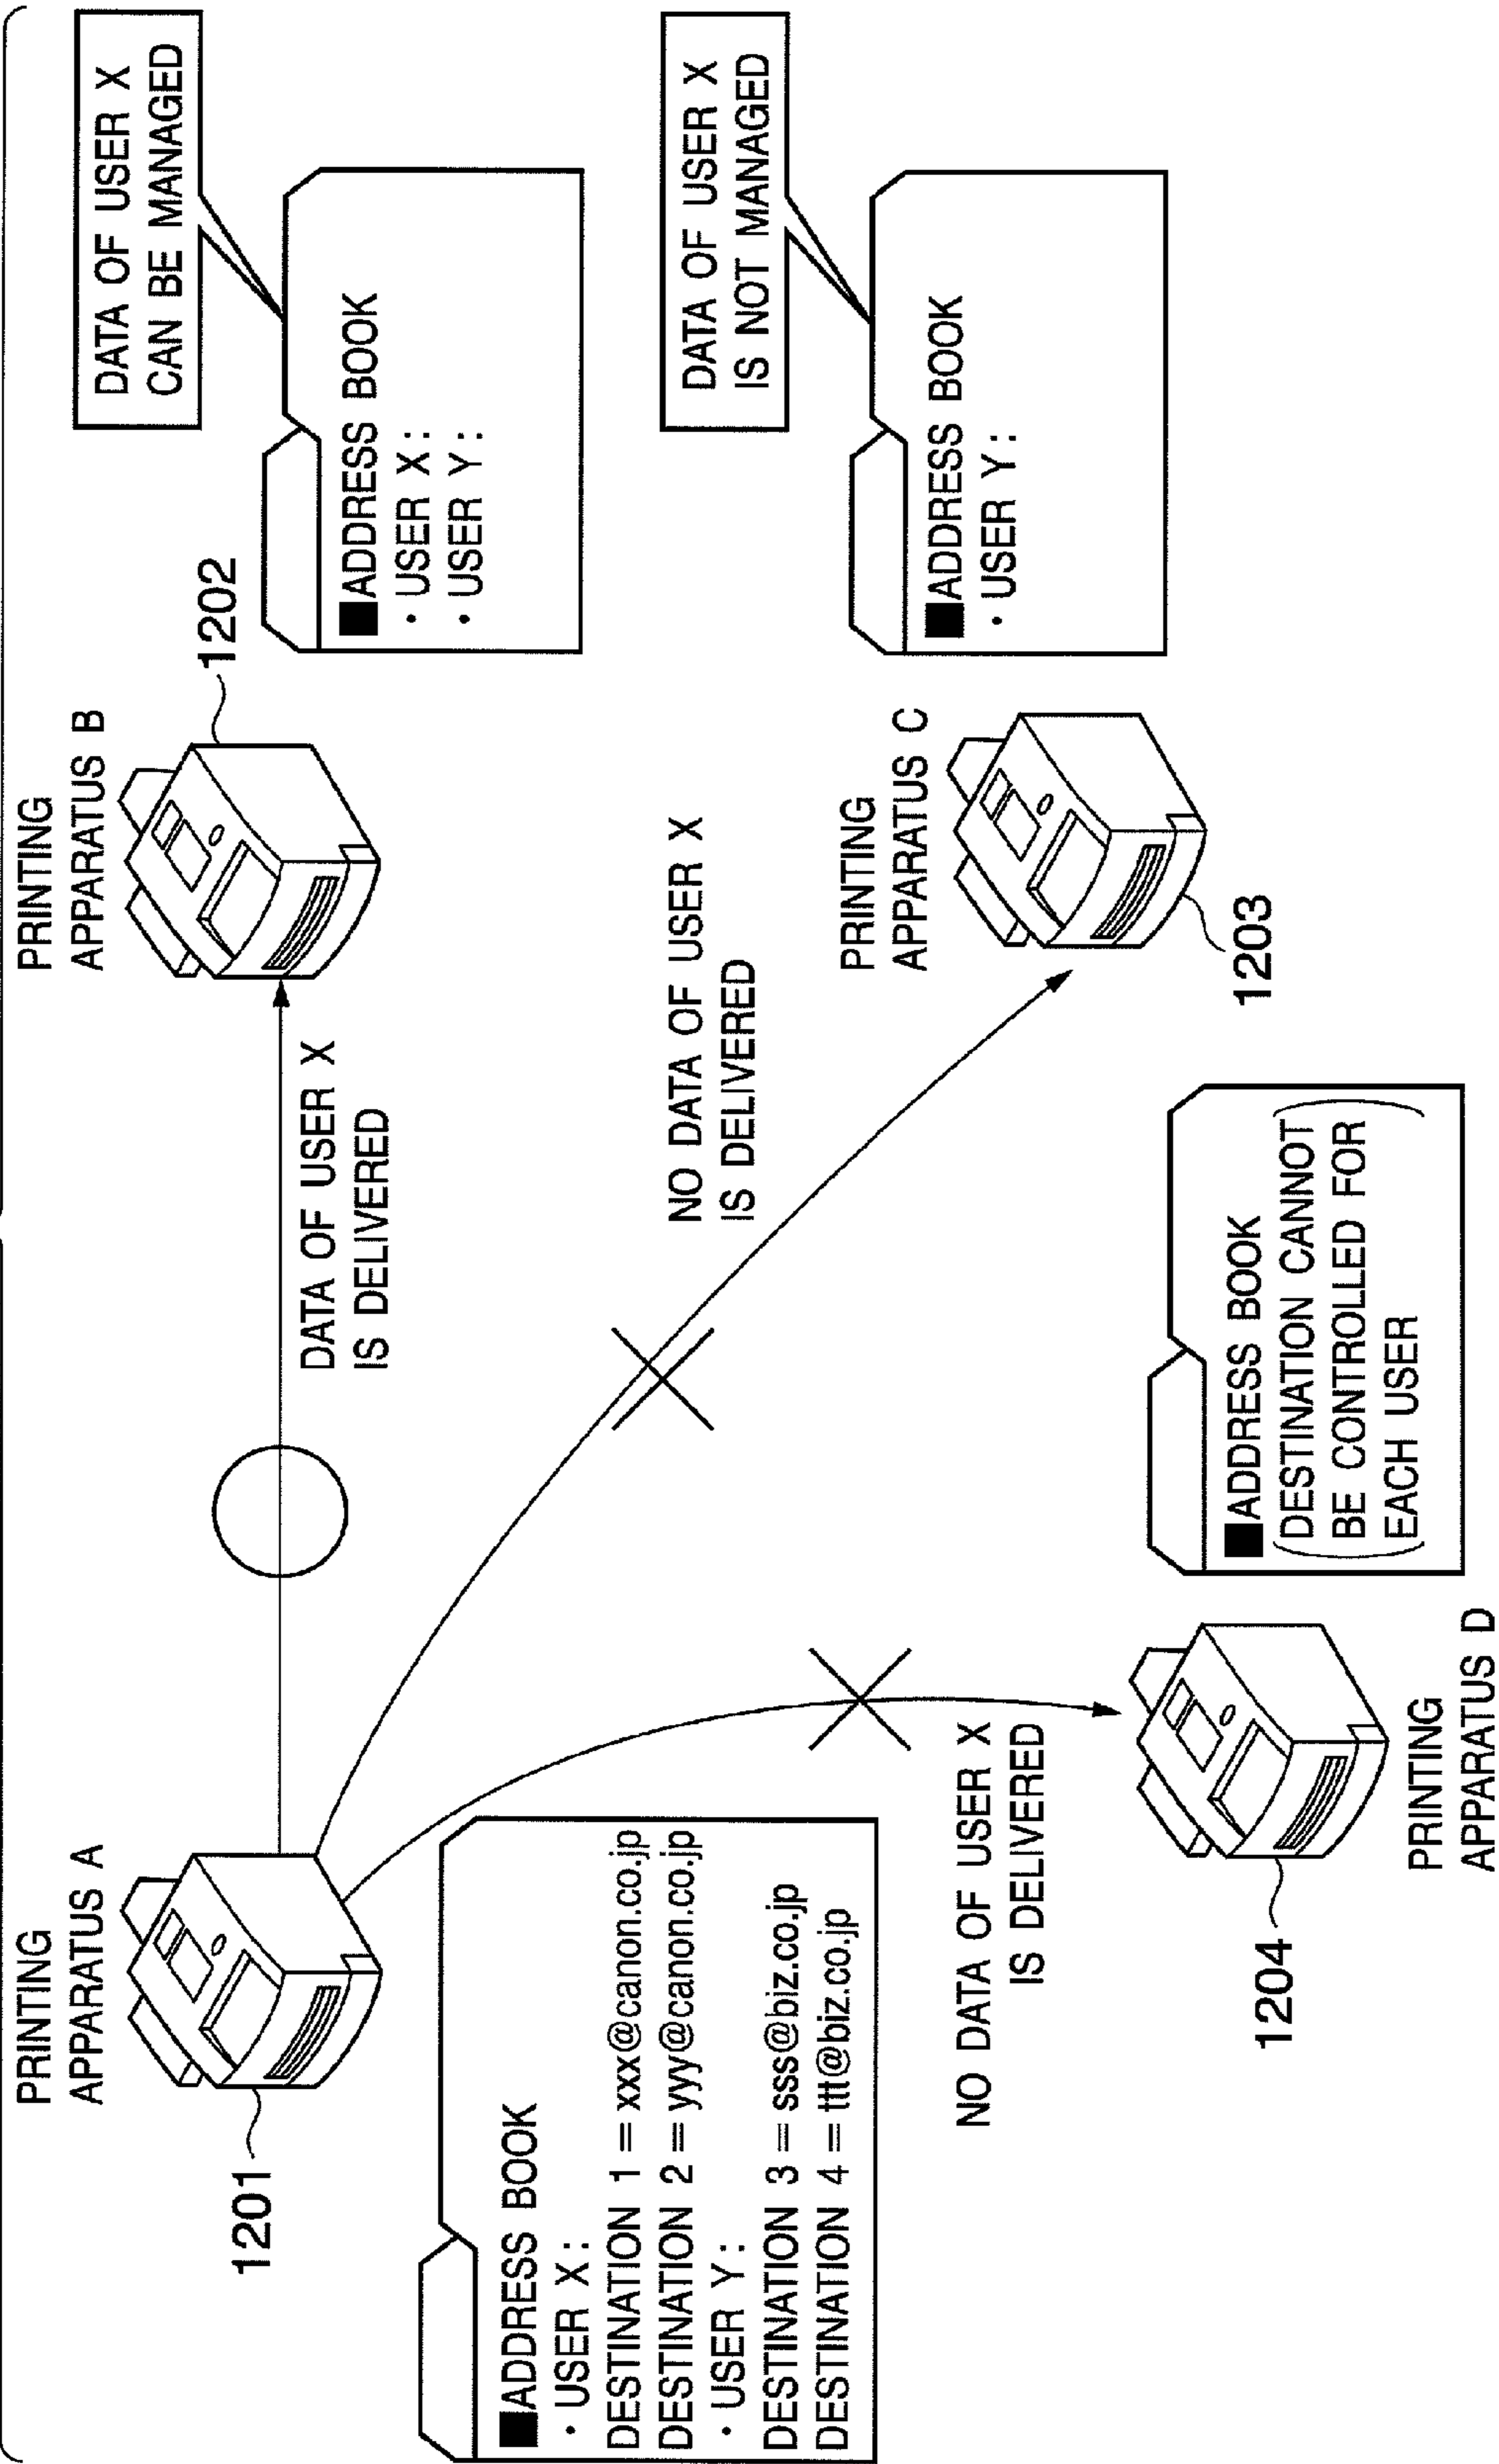 PRINTING
APPARATUS A
1201
■ADDRESS BOOK
・USER X:
DESTINATION 1 = xxx@canon.co.jp
DESTINATION 2 = yyy@canon.co.jp
・USER Y:
DESTINATION 3 = sss@biz.co.jp
DESTINATION 4 = ttt@biz.co.jp
DATA OF USER X
IS DELIVERED
PRINTING
APPARATUS B
1202
DATA OF USER X
CAN BE MANAGED
■ADDRESS BOOK
・USER X:
・USER Y:
NO DATA OF USER X
IS DELIVERED
PRINTING
APPARATUS C
1203
DATA OF USER X
IS NOT MANAGED
■ADDRESS BOOK
・USER Y:
NO DATA OF USER X
IS DELIVERED
1204
PRINTING
APPARATUS D
■ADDRESS BOOK
(DESTINATION CANNOT
BE CONTROLLED FOR
EACH USER)